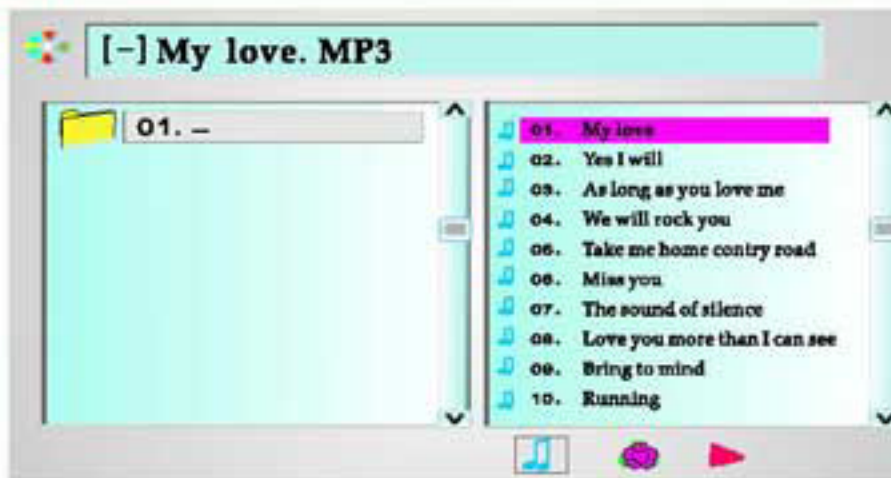 [-] My love. MP3
01. –
01. My love
02. Yes I will
03. As long as you love me
04. We will rock you
05. Take me home contry road
06. Miss you
07. The sound of silence
08. Love you more than I can see
09. Bring to mind
10. Running